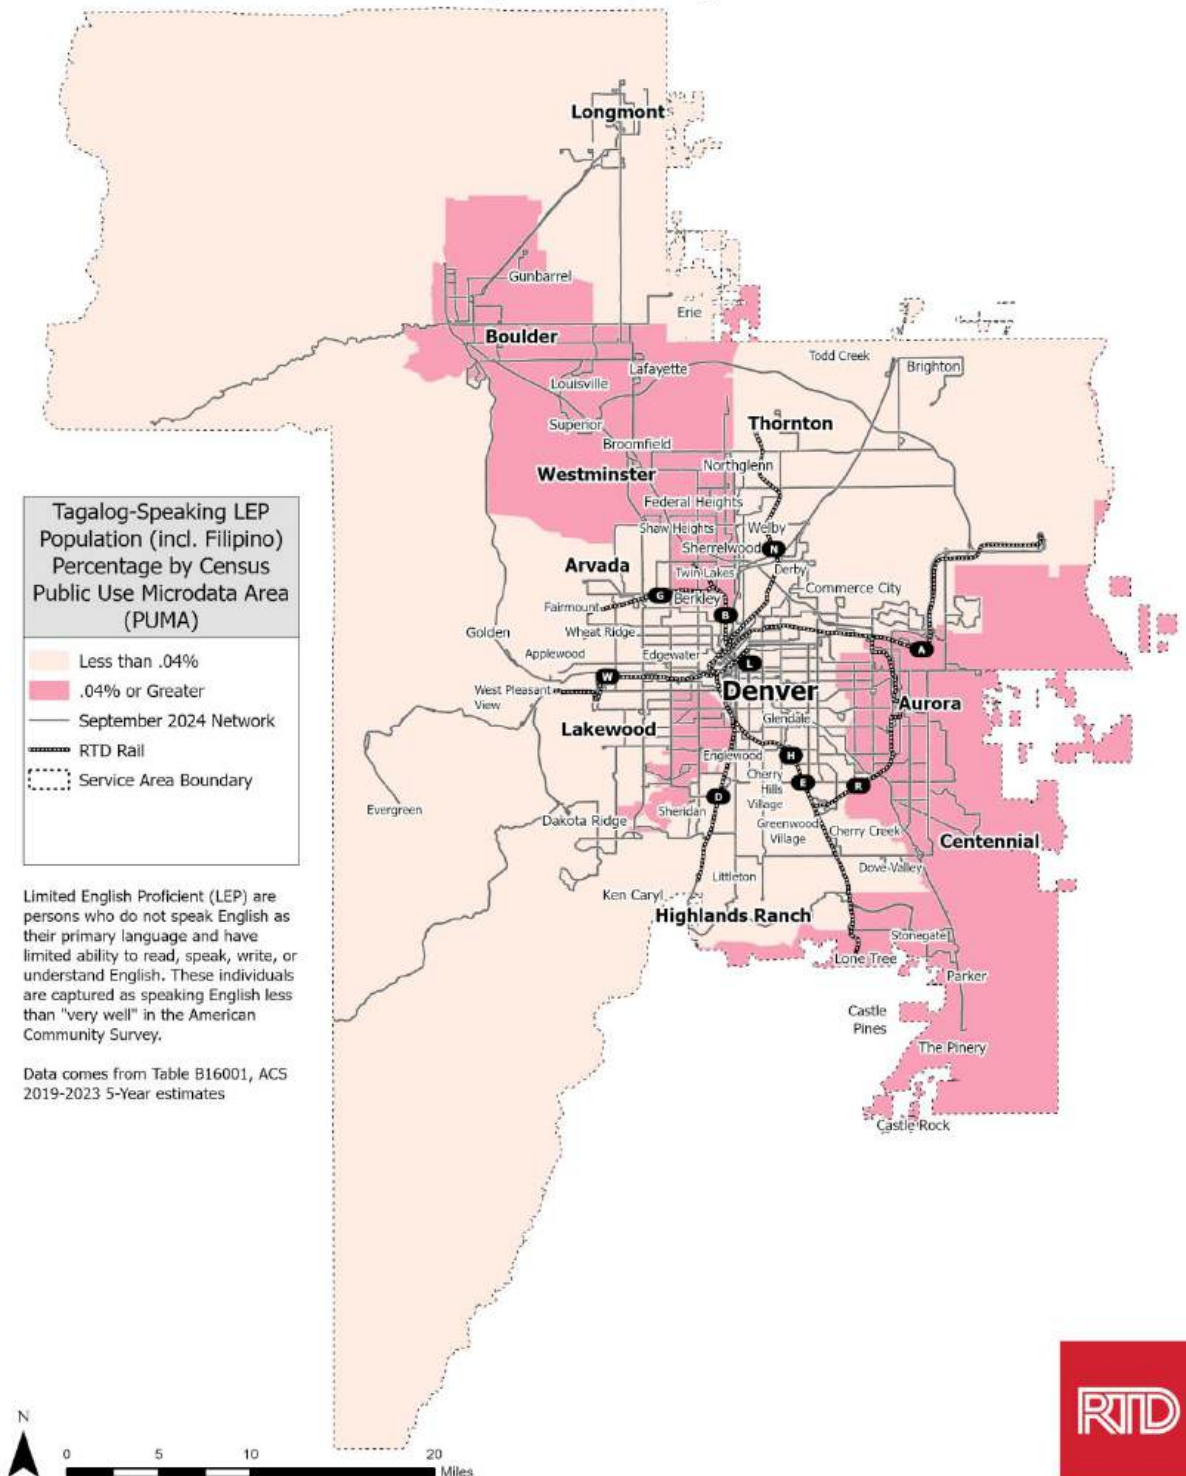 Longmont
Gunbarrel
Erie
Boulder
Todd Creek
Brighton
Lafayette
Louisville
Superior
Thornton
Broomfield
Northglenn
Westminster
Federal Heights
Shaw Heights
Welby
Sherrelwood
N
Arvada
Twin Lakes
Derby
Commerce City
G
Berkley
Fairmount
B
Golden
Wheat Ridge
Applewood
Edgewater
A
L
W
West Pleasant
View
Denver
Aurora
Lakewood
Glendale
Englewood
H
Cherry
Hills
Village
E
R
D
Evergreen
Sheridan
Dakota Ridge
Greenwood
Village
Cherry Creek
Centennial
Dove Valley
Littleton
Ken Caryl
Highlands Ranch
Stonegate
Lone Tree
Parker
Castle
Pines
The Pinery
Castle Rock
Tagalog-Speaking LEP
Population (incl. Filipino)
Percentage by Census
Public Use Microdata Area
(PUMA)
Less than .04%
.04% or Greater
September 2024 Network
RTD Rail
Service Area Boundary
Limited English Proficient (LEP) are
persons who do not speak English as
their primary language and have
limited ability to read, speak, write, or
understand English. These individuals
are captured as speaking English less
than "very well" in the American
Community Survey.
Data comes from Table B16001, ACS
2019-2023 5-Year estimates
N
0 5 10 20
Miles
RTD